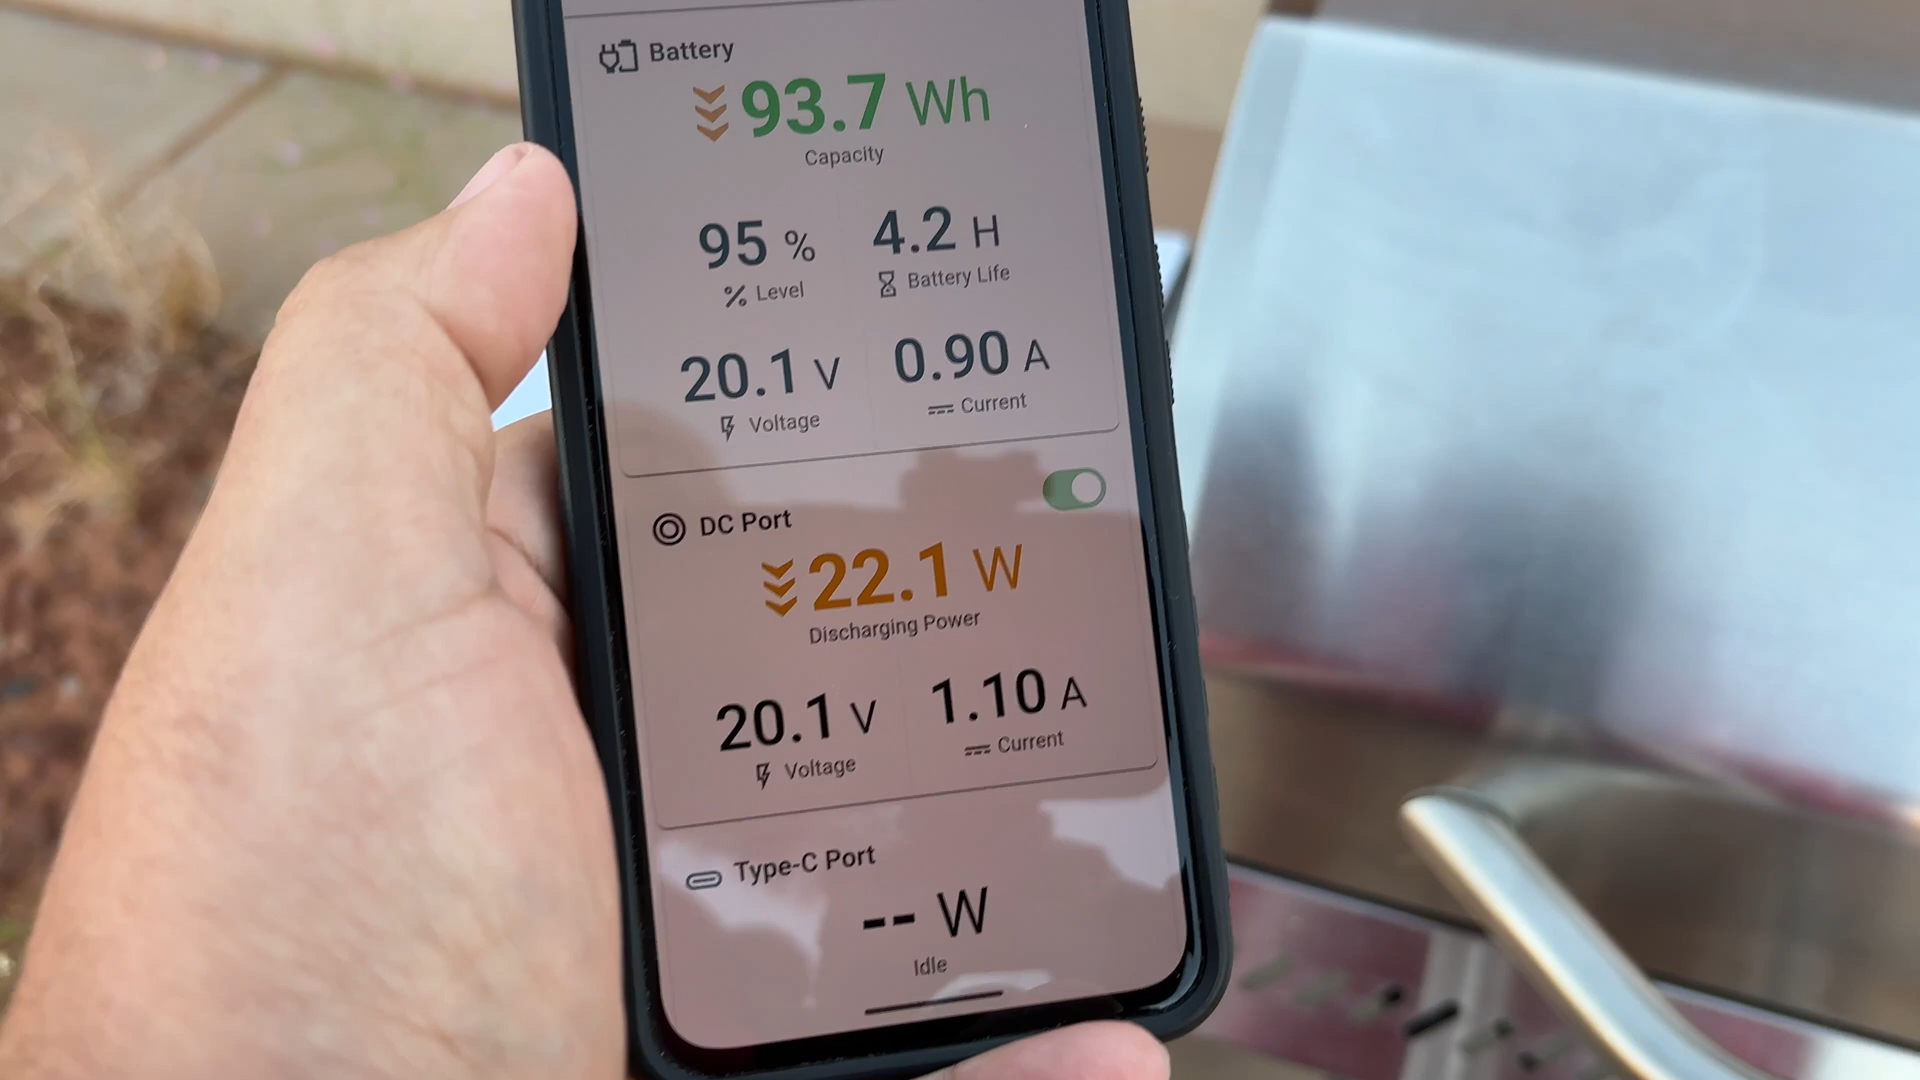 Battery
93.7 Wh
Capacity
95 % 4.2 H
% Level Battery Life
20.1 V 0.90 A
Voltage Current
DC Port
22.1 W
Discharging Power
20.1 V 1.10 A
Voltage Current
Type-C Port
-- W
Idle